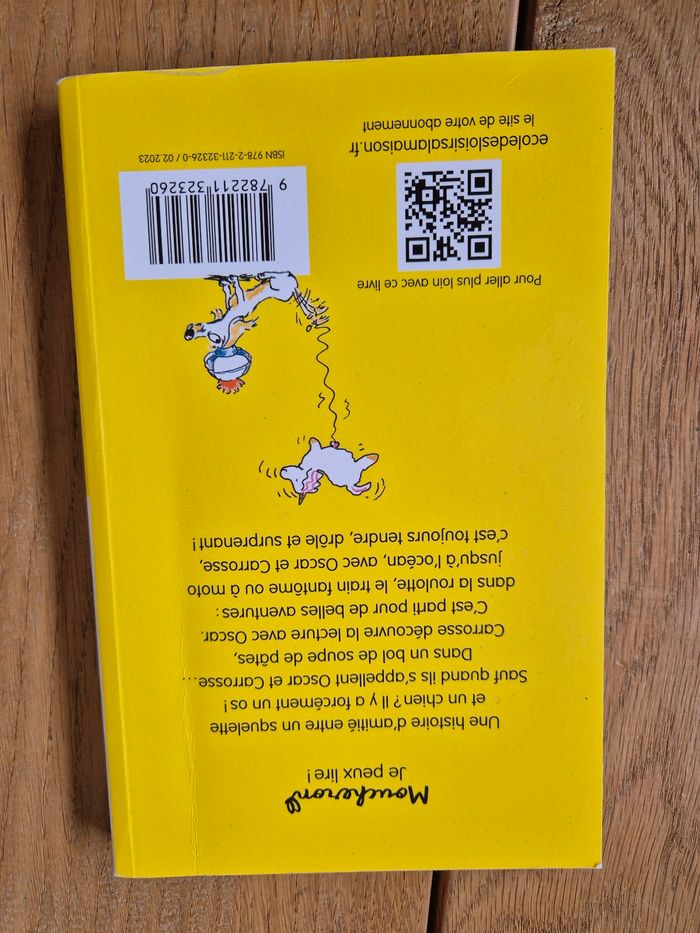 Moucheron
Je peux lire !
Une histoire d'amitié entre un squelette
et un chien ? Il y a forcément un os !
Sauf quand ils s'appellent Oscar et Carrosse…
Dans un bol de soupe de pâtes,
Carrosse découvre la lecture avec Oscar.
C'est parti pour de belles aventures :
dans la roulotte, le train fantôme ou à moto
jusqu'à l'océan, avec Oscar et Carrosse,
c'est toujours tendre, drôle et surprenant !
Pour aller plus loin avec ce livre
ecoledesloisirsalamaison.fr
le site de votre abonnement
9 782211 323260
ISBN 978-2-211-32326-0 / 02.2023